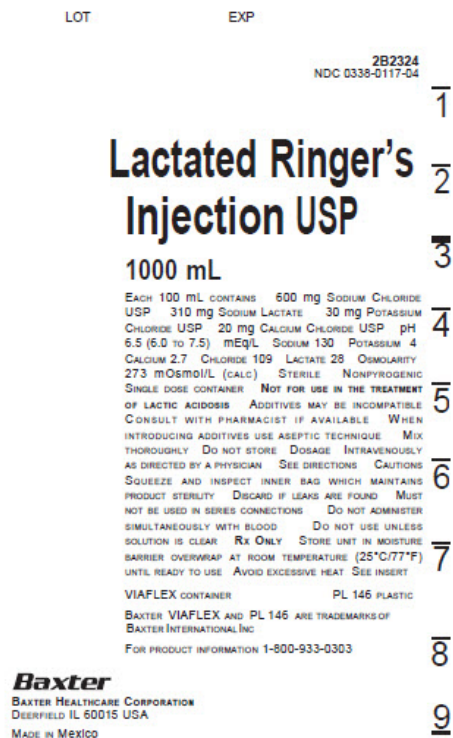 LOT EXP
2B2324
NDC 0338-0117-04
Lactated Ringer's
Injection USP
1000 mL
EACH 100 mL CONTAINS 600 mg SODIUM CHLORIDE
USP 310 mg SODIUM LACTATE 30 mg POTASSIUM
CHLORIDE USP 20 mg CALCIUM CHLORIDE USP pH
6.5 (6.0 TO 7.5) mEq/L SODIUM 130 POTASSIUM 4
CALCIUM 2.7 CHLORIDE 109 LACTATE 28 OSMOLARITY
273 mOsmol/L (CALC) STERILE NONPYROGENIC
SINGLE DOSE CONTAINER NOT FOR USE IN THE TREATMENT
OF LACTIC ACIDOSIS ADDITIVES MAY BE INCOMPATIBLE
CONSULT WITH PHARMACIST IF AVAILABLE WHEN
INTRODUCING ADDITIVES USE ASEPTIC TECHNIQUE MIX
THOROUGHLY DO NOT STORE DOSAGE INTRAVENOUSLY
AS DIRECTED BY A PHYSICIAN SEE DIRECTIONS CAUTIONS
SQUEEZE AND INSPECT INNER BAG WHICH MAINTAINS
PRODUCT STERILITY DISCARD IF LEAKS ARE FOUND MUST
NOT BE USED IN SERIES CONNECTIONS DO NOT ADMINISTER
SIMULTANEOUSLY WITH BLOOD DO NOT USE UNLESS
SOLUTION IS CLEAR RX ONLY STORE UNIT IN MOISTURE
BARRIER OVERWRAP AT ROOM TEMPERATURE (25°C/77°F)
UNTIL READY TO USE AVOID EXCESSIVE HEAT SEE INSERT
VIAFLEX CONTAINER PL 146 PLASTIC
BAXTER VIAFLEX AND PL 146 ARE TRADEMARKS OF
BAXTER INTERNATIONAL INC
FOR PRODUCT INFORMATION 1-800-933-0303
Baxter
BAXTER HEALTHCARE CORPORATION
DEERFIELD IL 60015 USA
MADE IN MEXICO
1
2
3
4
5
6
7
8
9